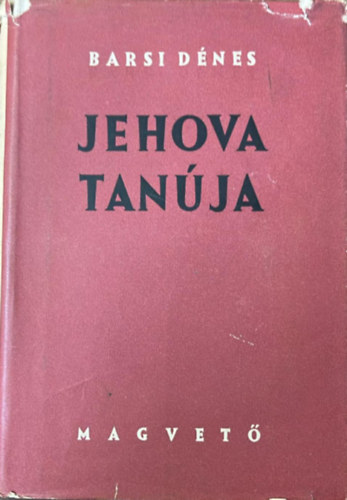 BARSI DÉNES
JEHOVA
TANÚJA
MAGVETŐ